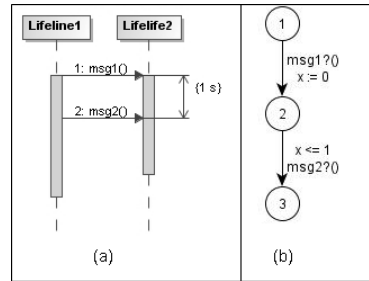 Lifeline1 Lifelife2
1: msg1()
{1 s}
2: msg2()
(a)
1
msg1?()
x := 0
2
x <= 1
msg2?()
3
(b)